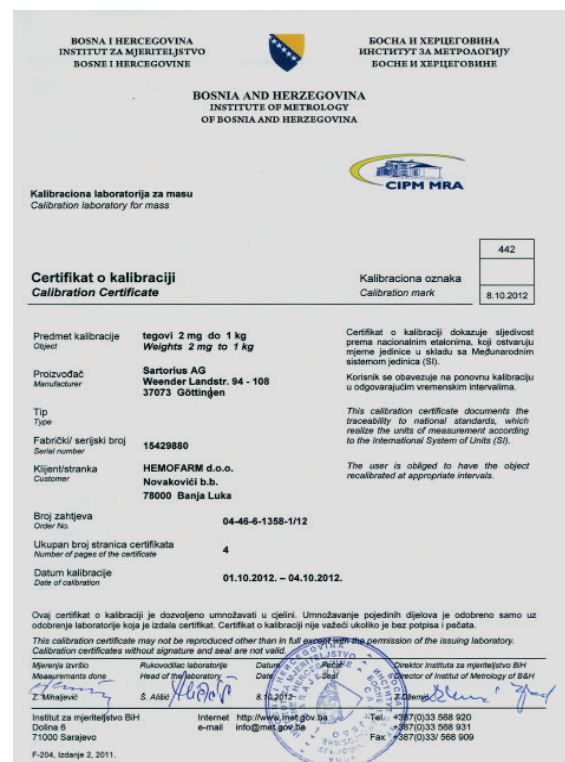 BOSNA I HERCEGOVINA
INSTITUT ZA MJERITELJSTVO
BOSNE I HERCEGOVINE
БОСНА И ХЕРЦЕГОВИНА
ИНСТИТУТ ЗА МЕТРОЛОГИЈУ
БОСНЕ И ХЕРЦЕГОВИНЕ
BOSNIA AND HERZEGOVINA
INSTITUTE OF METROLOGY
OF BOSNIA AND HERZEGOVINA
CIPM MRA
Kalibraciona laboratorija za masu
Calibration laboratory for mass
442
Certifikat o kalibraciji
Calibration Certificate
Kalibraciona oznaka
Calibration mark
8.10.2012
Predmet kalibracije
Object
tegovi 2 mg do 1 kg
Weights 2 mg to 1 kg
Proizvođač
Manufacturer
Sartorius AG
Weender Landstr. 94 - 108
37073 Göttingen
Tip
Type
Fabrički/ serijski broj
Serial number
15429880
Klijent/stranka
Customer
HEMOFARM d.o.o.
Novakovići b.b.
78000 Banja Luka
Certifikat o kalibraciji dokazuje sljedivost
prema nacionalnim etalonima, koji ostvaruju
mjerne jedinice u skladu sa Međunarodnim
sistemom jedinica (SI).
Korisnik se obavezuje na ponovnu kalibraciju
u odgovarajućim vremenskim intervalima.
This calibration certificate documents the
traceability to national standards, which
realize the units of measurement according
to the International System of Units (SI).
The user is obliged to have the object
recalibrated at appropriate intervals.
Broj zahtjeva
Order No.
04-46-6-1358-1/12
Ukupan broj stranica certifikata
Number of pages of the certificate
4
Datum kalibracije
Date of calibration
01.10.2012. – 04.10.2012.
Ovaj certifikat o kalibraciji je dozvoljeno umnožavati u cjelini. Umnožavanje pojedinih dijelova je odobreno samo uz
odobrenje laboratorije koja je izdala certifikat. Certifikat o kalibraciji nije važeći ukoliko je bez potpisa i pečata.
This calibration certificate may not be reproduced other than in full except with the permission of the issuing laboratory.
Calibration certificates without signature and seal are not valid.
Mjerenja izvršio
Measuremants done
Z. Mihaljević
Rukovodilac laboratorije
Head of the laboratory
Š. Ališić
Datum
Date
8.10.2012
Pečat
Seal
Direktor Instituta za mjeriteljstvo BiH
Director of Institut of Metrology of B&H
Z.Džemić
Institut za mjeriteljstvo BiH
Dolina 6
71000 Sarajevo
Internet http://www.met.gov.ba
e-mail info@met.gov.ba
Tel. +387(0)33 568 920
+387(0)33 568 931
Fax +387(0)33/ 568 909
F-204, Izdanje 2, 2011.